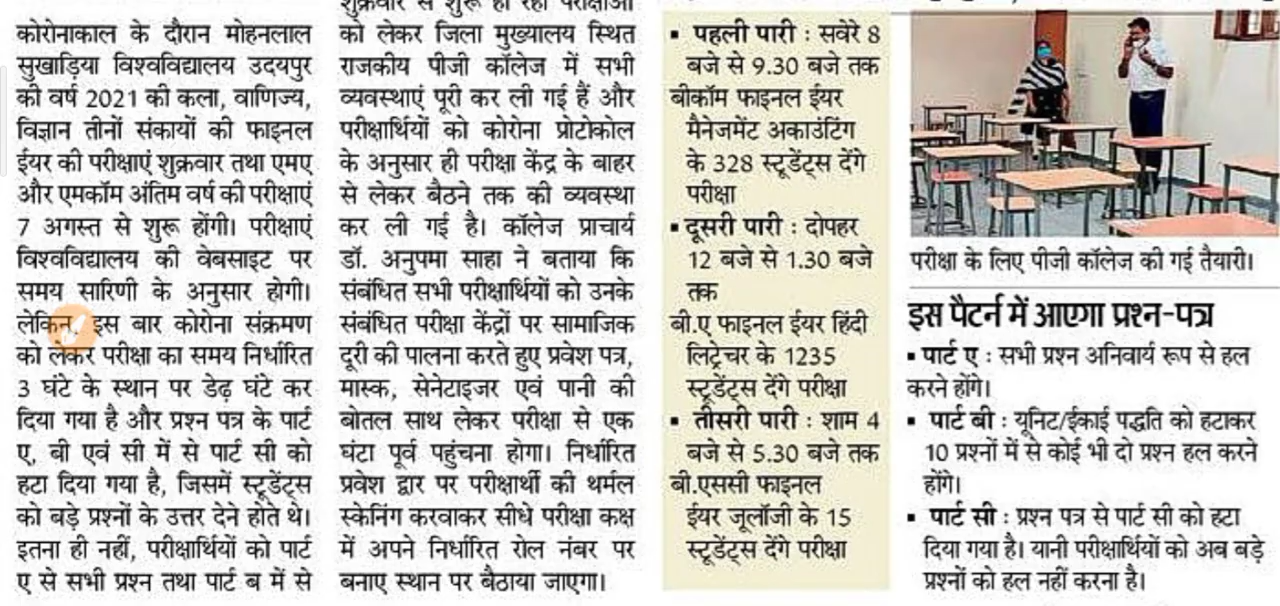 कोरोनाकाल के दौरान मोहनलाल
सुखाड़िया विश्वविद्यालय उदयपुर
की वर्ष 2021 की कला, वाणिज्य,
विज्ञान तीनों संकायों की फाइनल
ईयर की परीक्षाएं शुक्रवार तथा एमए
और एमकॉम अंतिम वर्ष की परीक्षाएं
7 अगस्त से शुरू होंगी। परीक्षाएं
विश्वविद्यालय की वेबसाइट पर
समय सारिणी के अनुसार होगी।
लेकिन, इस बार कोरोना संक्रमण
को लेकर परीक्षा का समय निर्धारित
3 घंटे के स्थान पर डेढ़ घंटे कर
दिया गया है और प्रश्न पत्र के पार्ट
ए, बी एवं सी में से पार्ट सी को
हटा दिया गया है, जिसमें स्टूडेंट्स
को बड़े प्रश्नों के उत्तर देने होते थे।
इतना ही नहीं, परीक्षार्थियों को पार्ट
ए से सभी प्रश्न तथा पार्ट ब में से
शुक्रवार से शुरू हो रही परीक्षाओं
को लेकर जिला मुख्यालय स्थित
राजकीय पीजी कॉलेज में सभी
व्यवस्थाएं पूरी कर ली गई हैं और
परीक्षार्थियों को कोरोना प्रोटोकोल
के अनुसार ही परीक्षा केंद्र के बाहर
से लेकर बैठने तक की व्यवस्था
कर ली गई है। कॉलेज प्राचार्य
डॉ. अनुपमा साहा ने बताया कि
संबंधित सभी परीक्षार्थियों को उनके
संबंधित परीक्षा केंद्रों पर सामाजिक
दूरी की पालना करते हुए प्रवेश पत्र,
मास्क, सेनेटाइजर एवं पानी की
बोतल साथ लेकर परीक्षा से एक
घंटा पूर्व पहुंचना होगा। निर्धारित
प्रवेश द्वार पर परीक्षार्थी की थर्मल
स्केनिंग करवाकर सीधे परीक्षा कक्ष
में अपने निर्धारित रोल नंबर पर
बनाए स्थान पर बैठाया जाएगा।
▪ पहली पारी : सवेरे 8
बजे से 9.30 बजे तक
बीकॉम फाइनल ईयर
मैनेजमेंट अकाउंटिंग
के 328 स्टूडेंट्स देंगे
परीक्षा
▪ दूसरी पारी : दोपहर
12 बजे से 1.30 बजे
तक
बी.ए फाइनल ईयर हिंदी
लिट्रेचर के 1235
स्टूडेंट्स देंगे परीक्षा
▪ तीसरी पारी : शाम 4
बजे से 5.30 बजे तक
बी.एससी फाइनल
ईयर जूलॉजी के 15
स्टूडेंट्स देंगे परीक्षा
परीक्षा के लिए पीजी कॉलेज की गई तैयारी।
इस पैटर्न में आएगा प्रश्न-पत्र
▪ पार्ट ए : सभी प्रश्न अनिवार्य रूप से हल
करने होंगे।
▪ पार्ट बी : यूनिट/ईकाई पद्धति को हटाकर
10 प्रश्नों में से कोई भी दो प्रश्न हल करने
होंगे।
▪ पार्ट सी : प्रश्न पत्र से पार्ट सी को हटा
दिया गया है। यानी परीक्षार्थियों को अब बड़े
प्रश्नों को हल नहीं करना है।